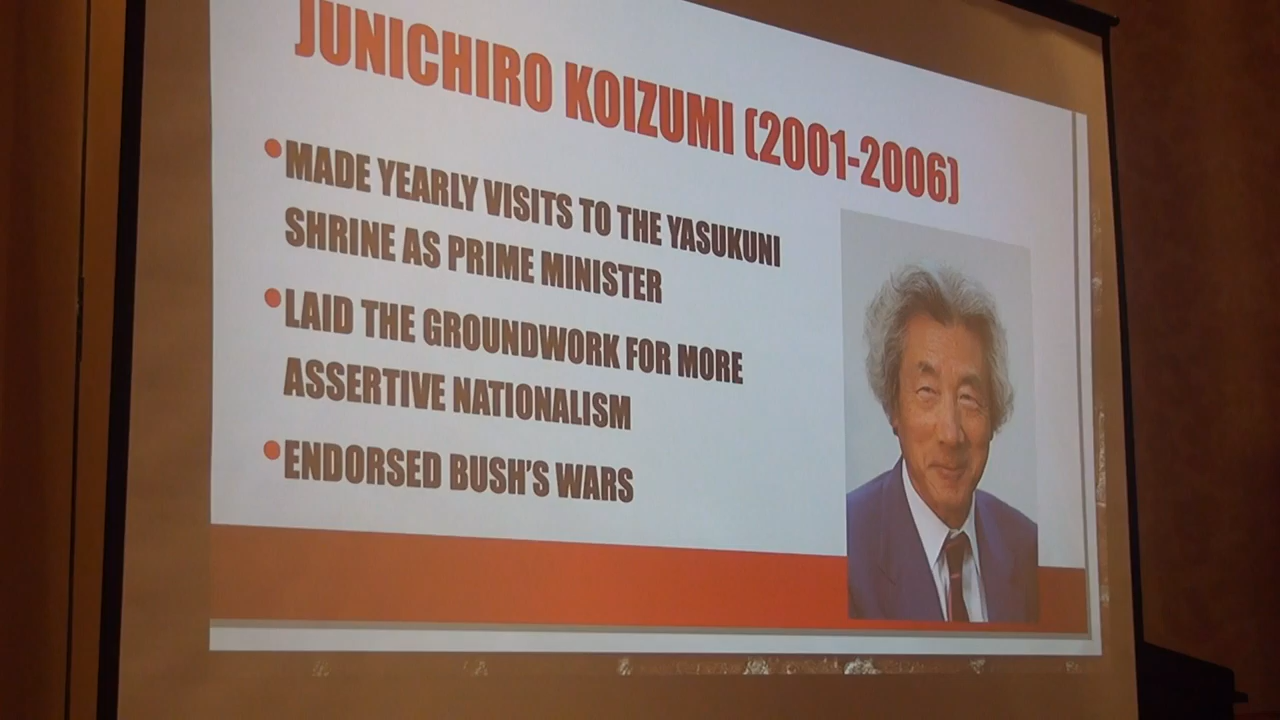 JUNICHIRO KOIZUMI (2001-2006)
•MADE YEARLY VISITS TO THE YASUKUNI
SHRINE AS PRIME MINISTER
•LAID THE GROUNDWORK FOR MORE
ASSERTIVE NATIONALISM
•ENDORSED BUSH'S WARS